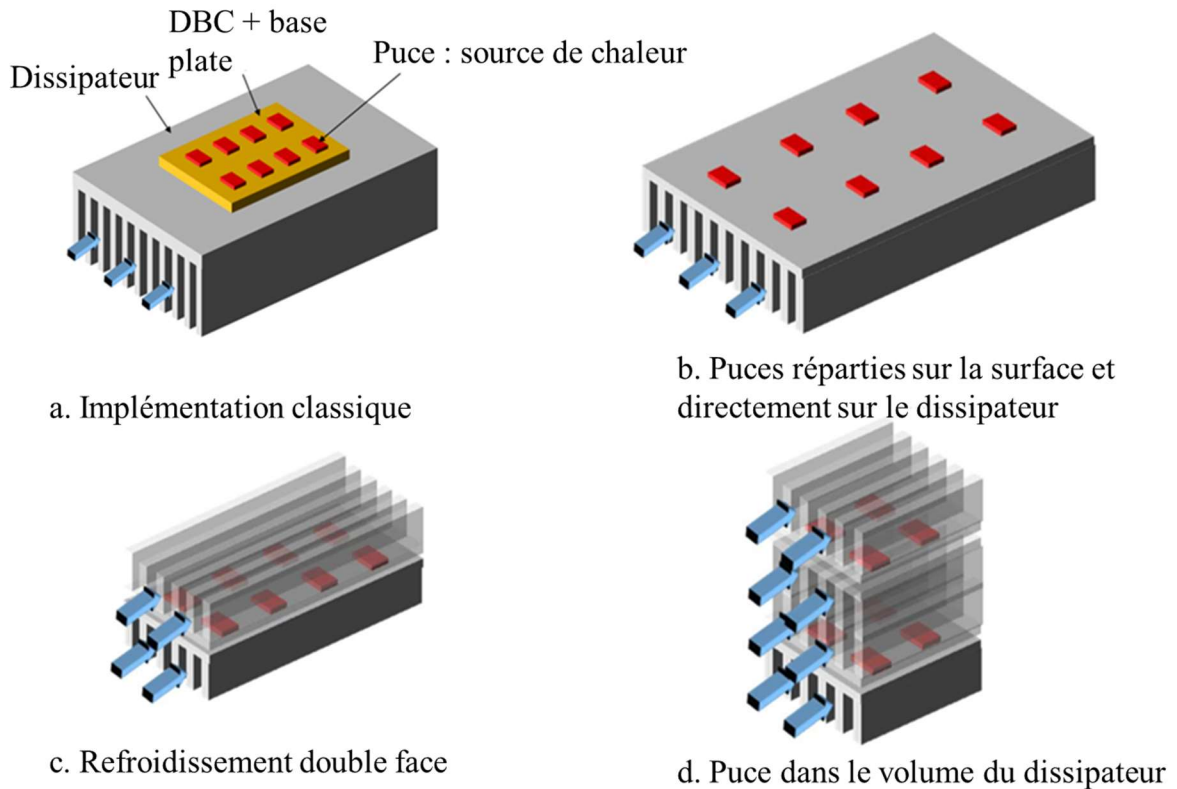 DBC + base
plate
Puce : source de chaleur
Dissipateur
a. Implémentation classique
b. Puces réparties sur la surface et
directement sur le dissipateur
c. Refroidissement double face
d. Puce dans le volume du dissipateur